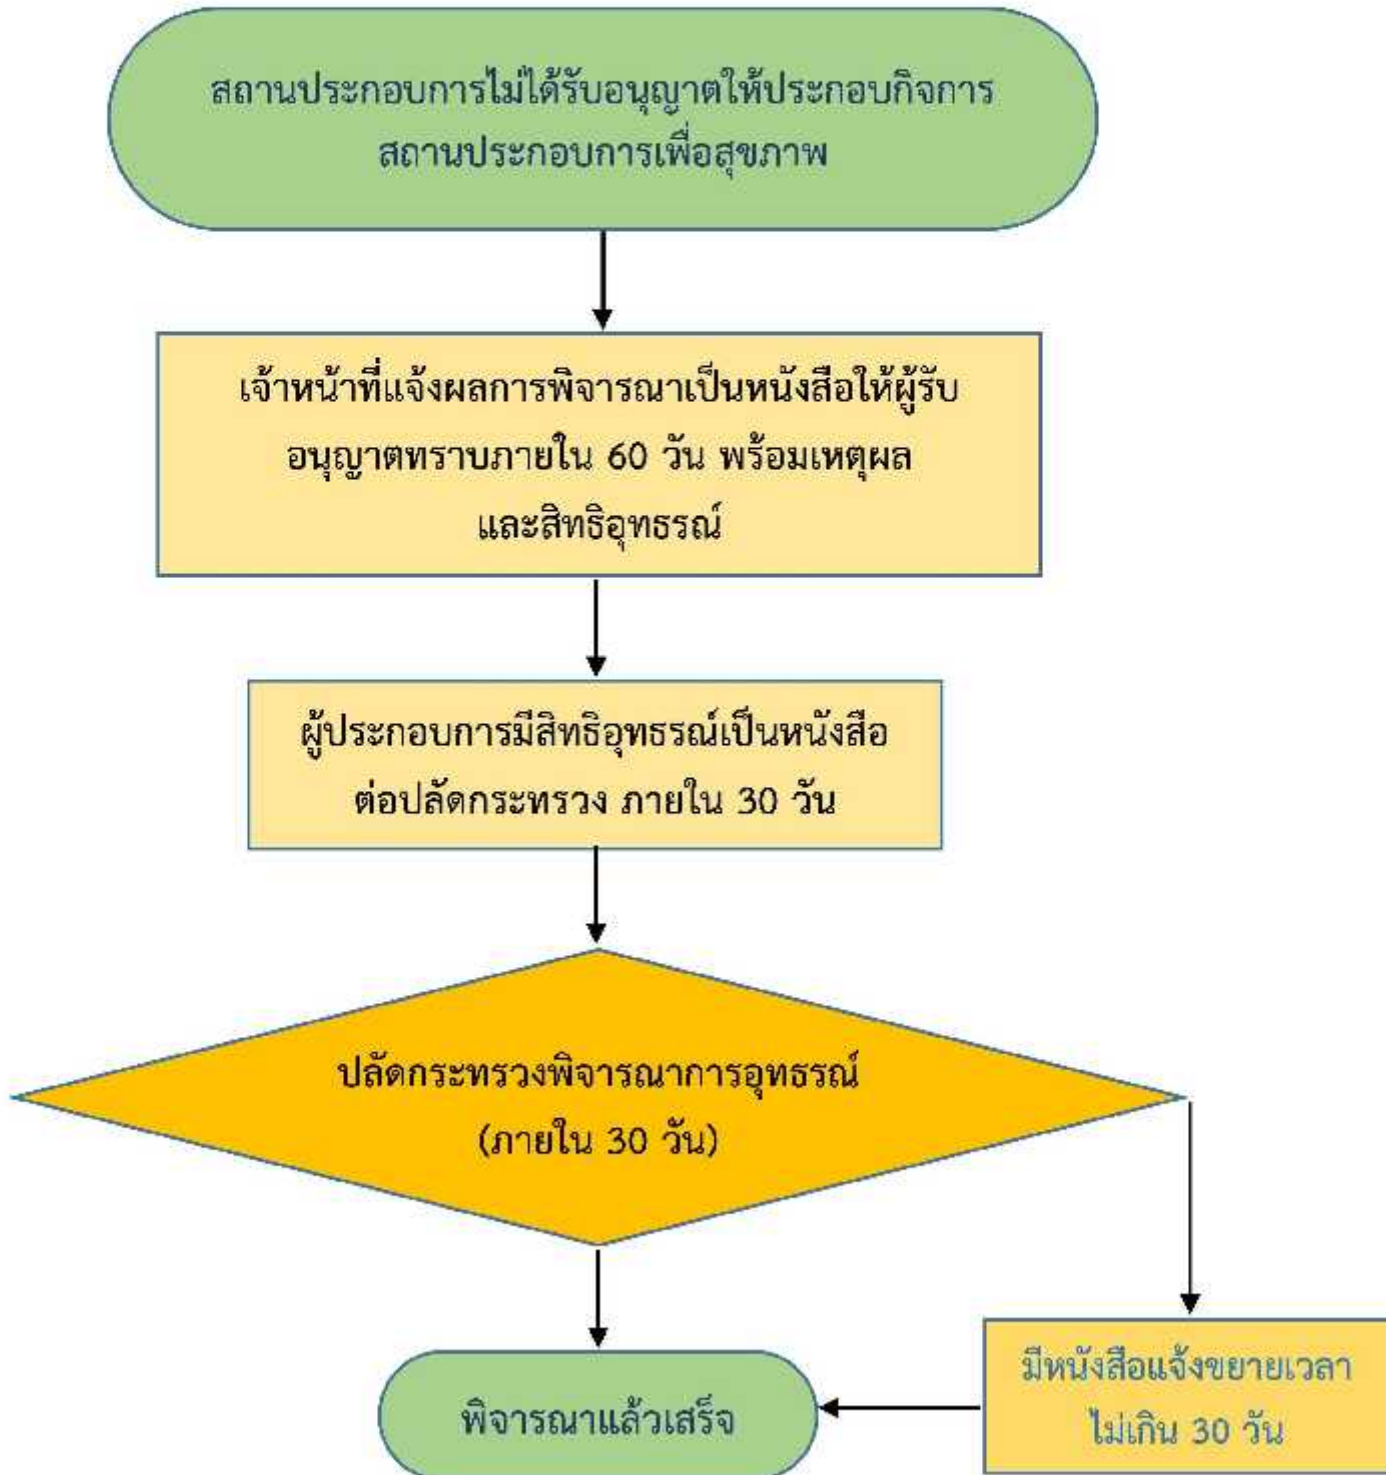 สถานประกอบการไม่ได้รับอนุญาตให้ประกอบกิจการ
สถานประกอบการเพื่อสุขภาพ
เจ้าหน้าที่แจ้งผลการพิจารณาเป็นหนังสือให้ผู้รับ
อนุญาตทราบภายใน 60 วัน พร้อมเหตุผล
และสิทธิอุทธรณ์
ผู้ประกอบการมีสิทธิอุทธรณ์เป็นหนังสือ
ต่อปลัดกระทรวง ภายใน 30 วัน
ปลัดกระทรวงพิจารณาการอุทธรณ์
(ภายใน 30 วัน)
มีหนังสือแจ้งขยายเวลา
ไม่เกิน 30 วัน
พิจารณาแล้วเสร็จ